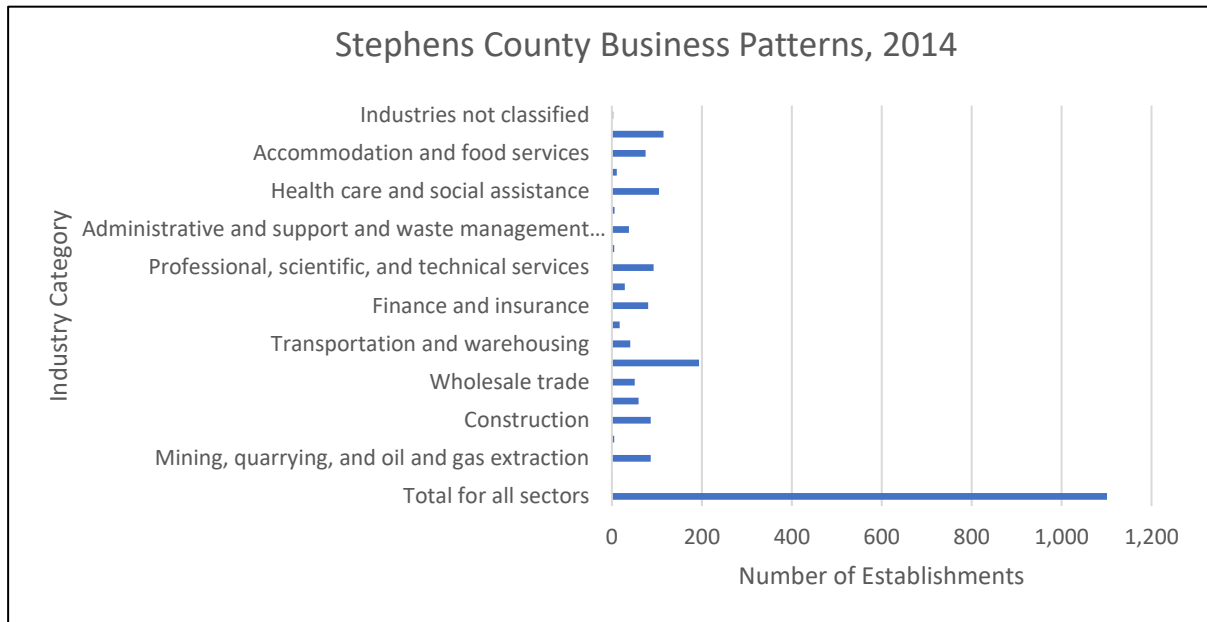 Stephens County Business Patterns, 2014
Industry Category
Industries not classified
Accommodation and food services
Health care and social assistance
Administrative and support and waste management...
Professional, scientific, and technical services
Finance and insurance
Transportation and warehousing
Wholesale trade
Construction
Mining, quarrying, and oil and gas extraction
Total for all sectors
0 200 400 600 800 1,000 1,200
Number of Establishments